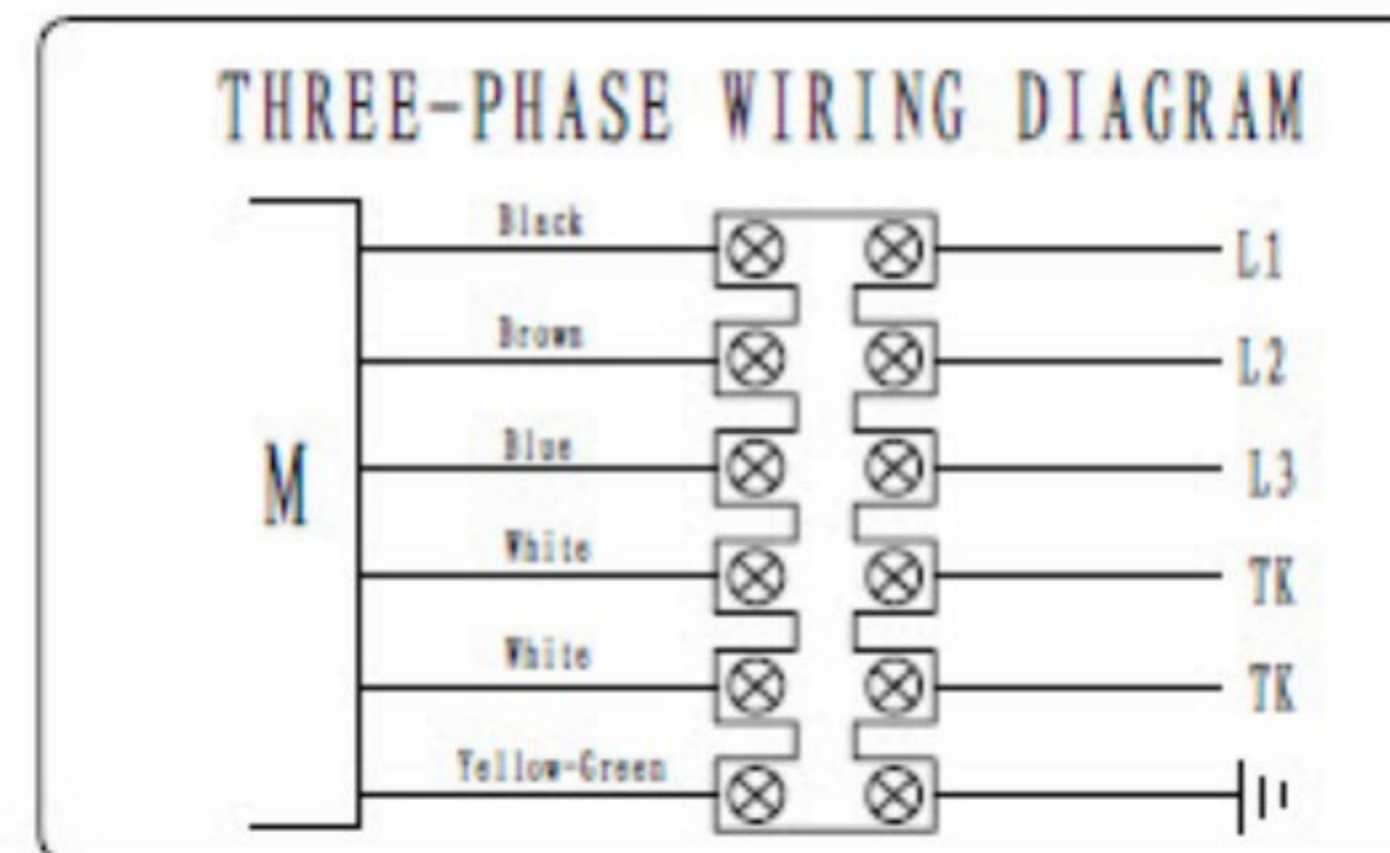 THREE-PHASE WIRING DIAGRAM
Black
L1
Brown
L2
Blue
L3
M
White
TK
White
TK
Yellow-Green